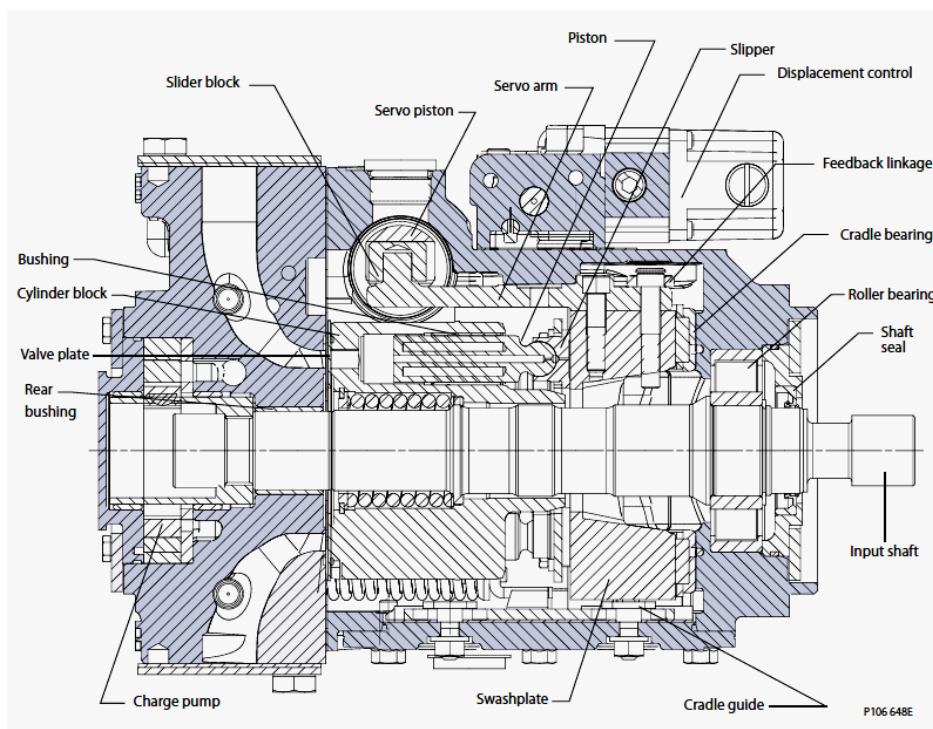 Piston
Slipper
Displacement control
Slider block
Servo arm
Servo piston
Feedback linkage
Cradle bearing
Bushing
Cylinder block
Roller bearing
Shaft
seal
Valve plate
Rear
bushing
Input shaft
Charge pump
Swashplate
Cradle guide
P106 648E